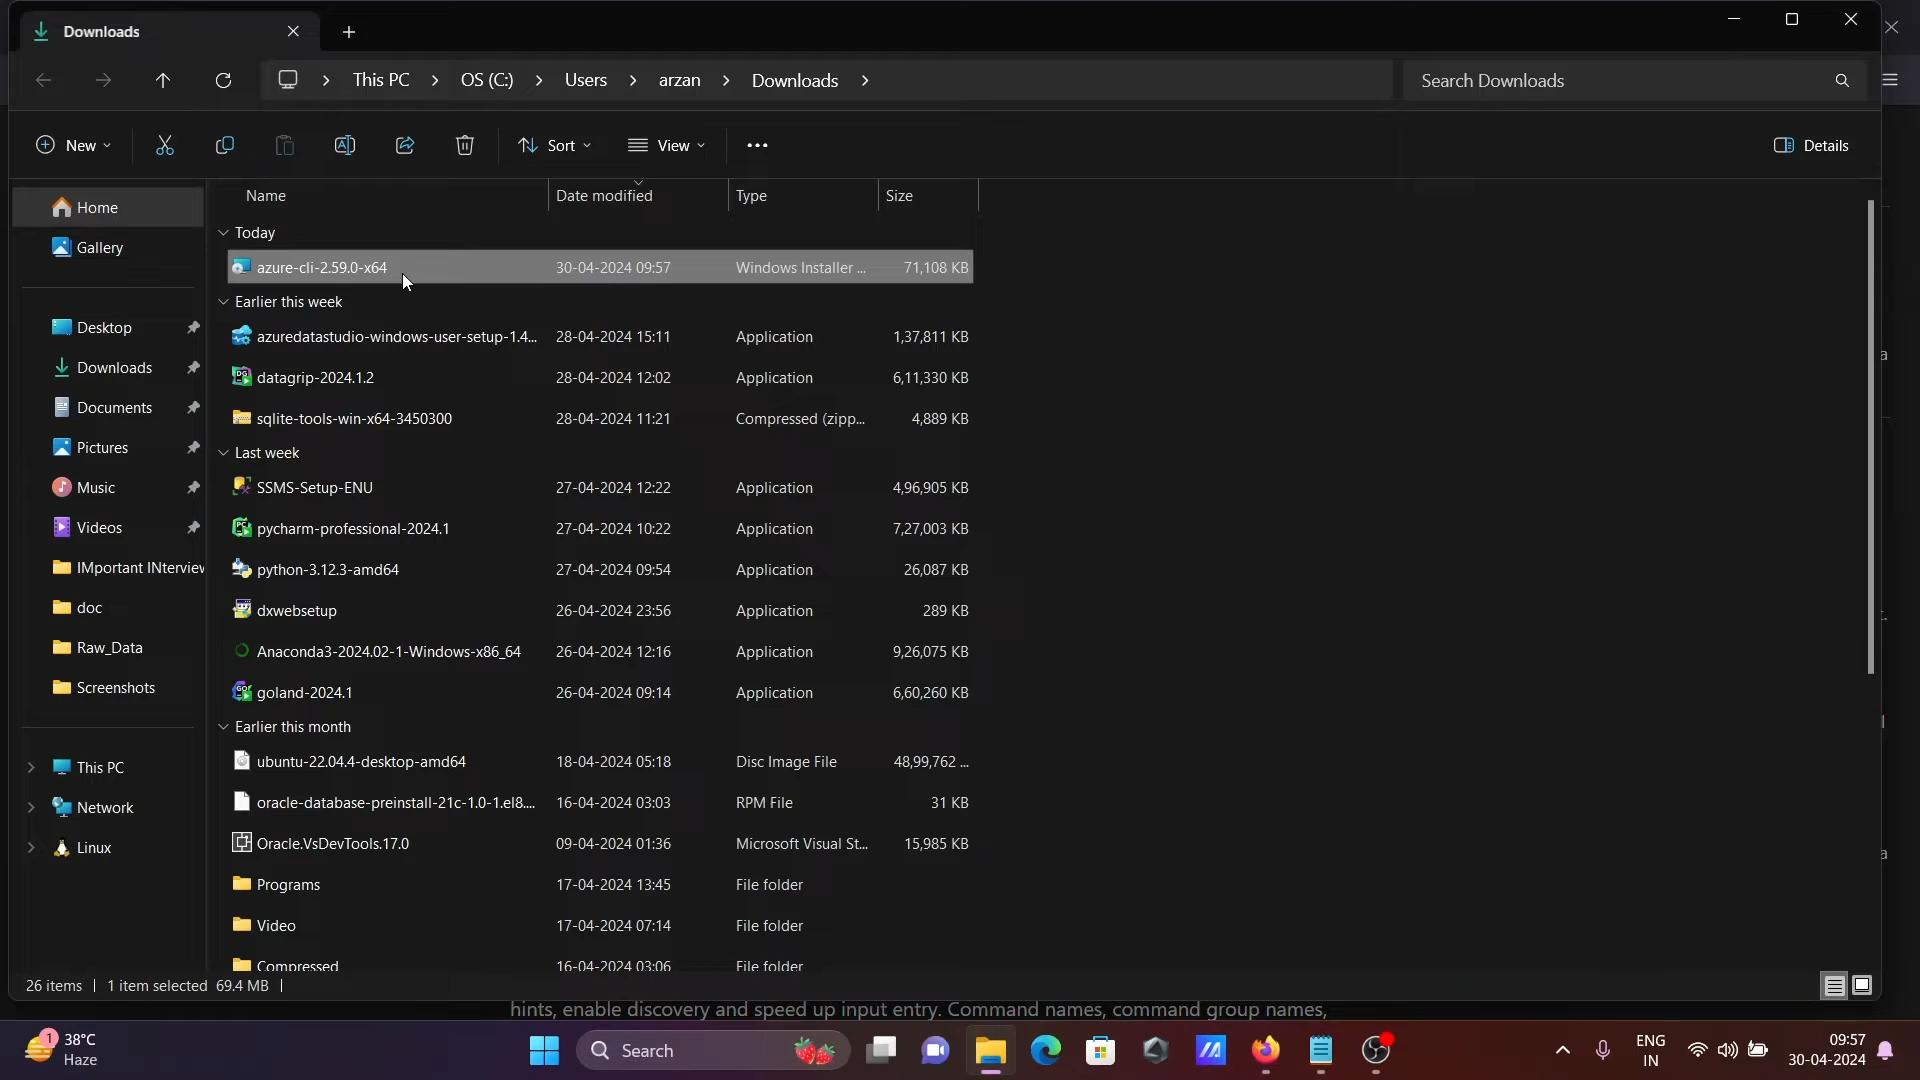 Downloads
This PC > OS (C:) > Users > arzan > Downloads >
Search Downloads
New
Sort
View
Details
Name Date modified Type Size
Home
Gallery
Desktop
Downloads
Documents
Pictures
Music
Videos
IMportant INterview
doc
Raw_Data
Screenshots
This PC
Network
Linux
Today
azure-cli-2.59.0-x64 30-04-2024 09:57 Windows Installer ... 71,108 KB
Earlier this week
azuredatastudio-windows-user-setup-1.4... 28-04-2024 15:11 Application 1,37,811 KB
datagrip-2024.1.2 28-04-2024 12:02 Application 6,11,330 KB
sqlite-tools-win-x64-3450300 28-04-2024 11:21 Compressed (zipp... 4,889 KB
Last week
SSMS-Setup-ENU 27-04-2024 12:22 Application 4,96,905 KB
pycharm-professional-2024.1 27-04-2024 10:22 Application 7,27,003 KB
python-3.12.3-amd64 27-04-2024 09:54 Application 26,087 KB
dxwebsetup 26-04-2024 23:56 Application 289 KB
Anaconda3-2024.02-1-Windows-x86_64 26-04-2024 12:16 Application 9,26,075 KB
goland-2024.1 26-04-2024 09:14 Application 6,60,260 KB
Earlier this month
ubuntu-22.04.4-desktop-amd64 18-04-2024 05:18 Disc Image File 48,99,762 ...
oracle-database-preinstall-21c-1.0-1.el8.... 16-04-2024 03:03 RPM File 31 KB
Oracle.VsDevTools.17.0 09-04-2024 01:36 Microsoft Visual St... 15,985 KB
Programs 17-04-2024 13:45 File folder
Video 17-04-2024 07:14 File folder
Compressed 16-04-2024 03:06 File folder
26 items | 1 item selected 69.4 MB |
hints, enable discovery and speed up input entry. Command names, command group names,
1 38°C
Haze
Search
ENG
IN
09:57
30-04-2024